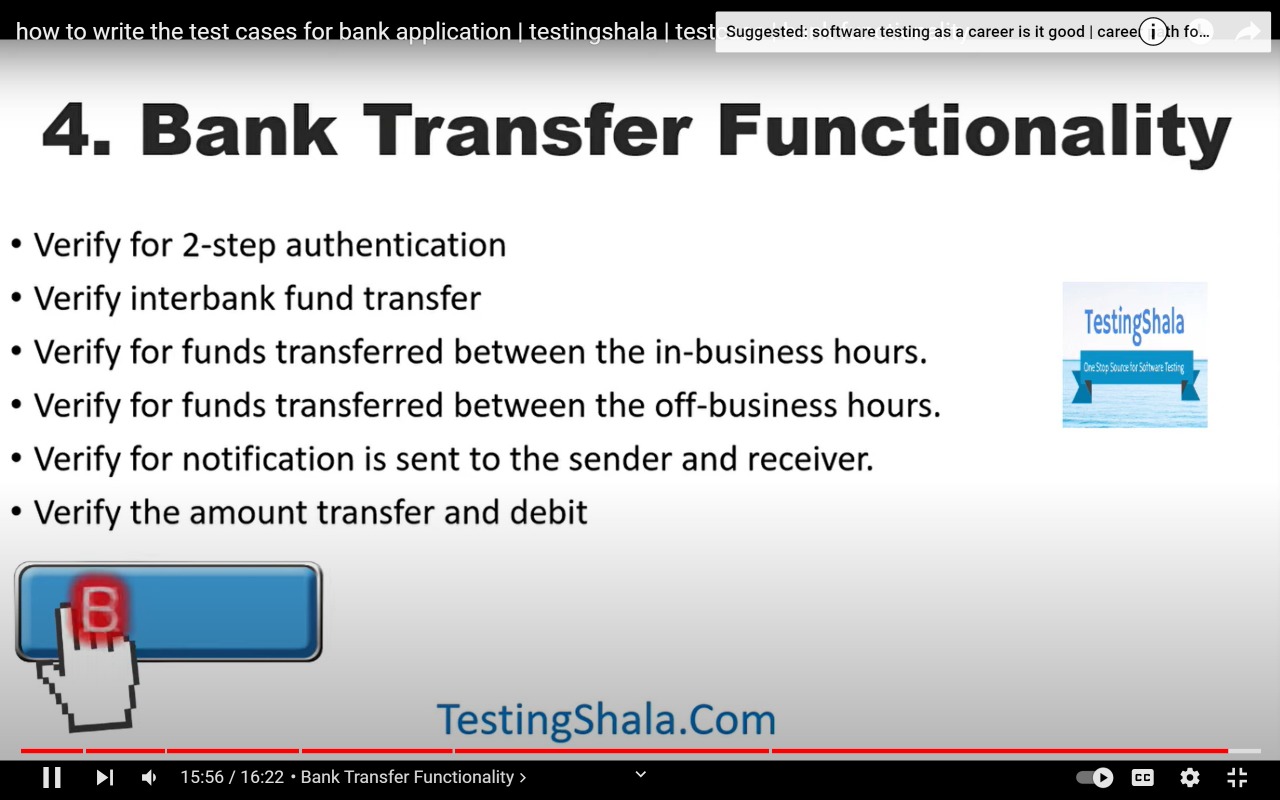 how to write the test cases for bank application | testingshala | test
Suggested: software testing as a career is it good | career th fo...
4. Bank Transfer Functionality
• Verify for 2-step authentication
• Verify interbank fund transfer
• Verify for funds transferred between the in-business hours.
• Verify for funds transferred between the off-business hours.
• Verify for notification is sent to the sender and receiver.
• Verify the amount transfer and debit
TestingShala
One Stop Source for Software Testing
B
TestingShala.Com
15:56 / 16:22 • Bank Transfer Functionality >
CC